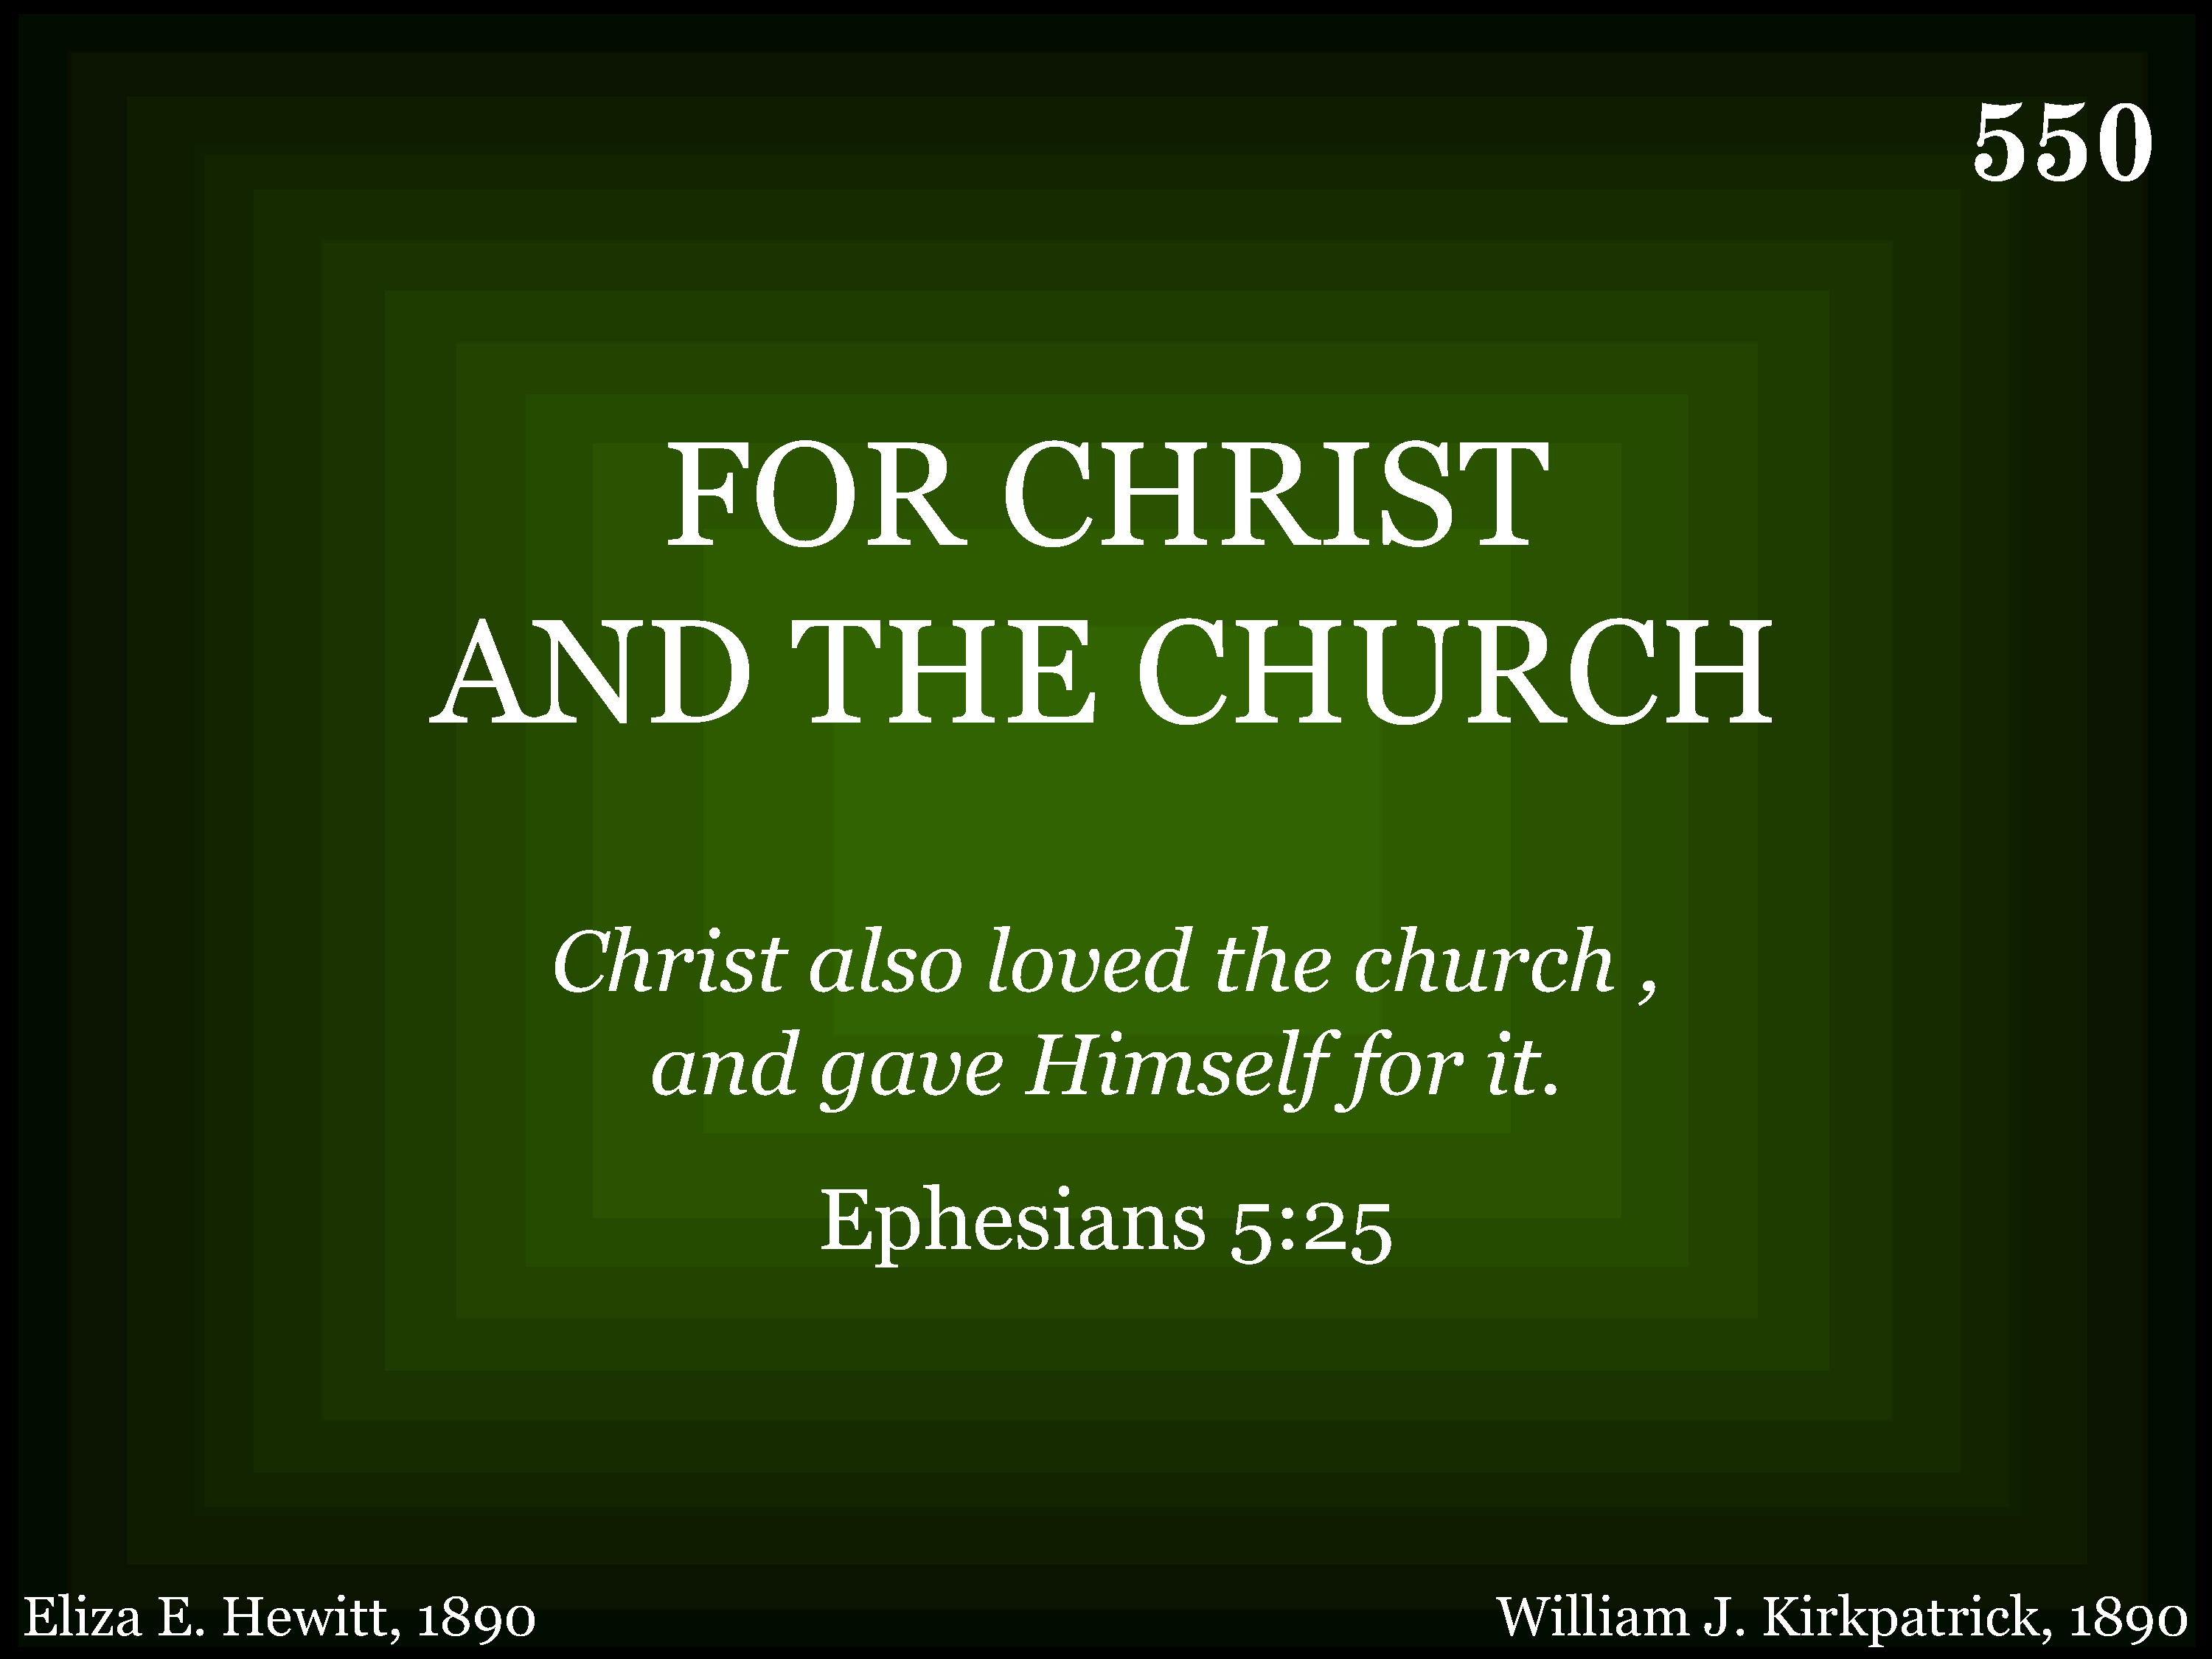 550
FOR CHRIST
AND THE CHURCH
Christ also loved the church ,
and gave Himself for it.
Ephesians 5:25
Eliza E. Hewitt, 1890
William J. Kirkpatrick, 1890